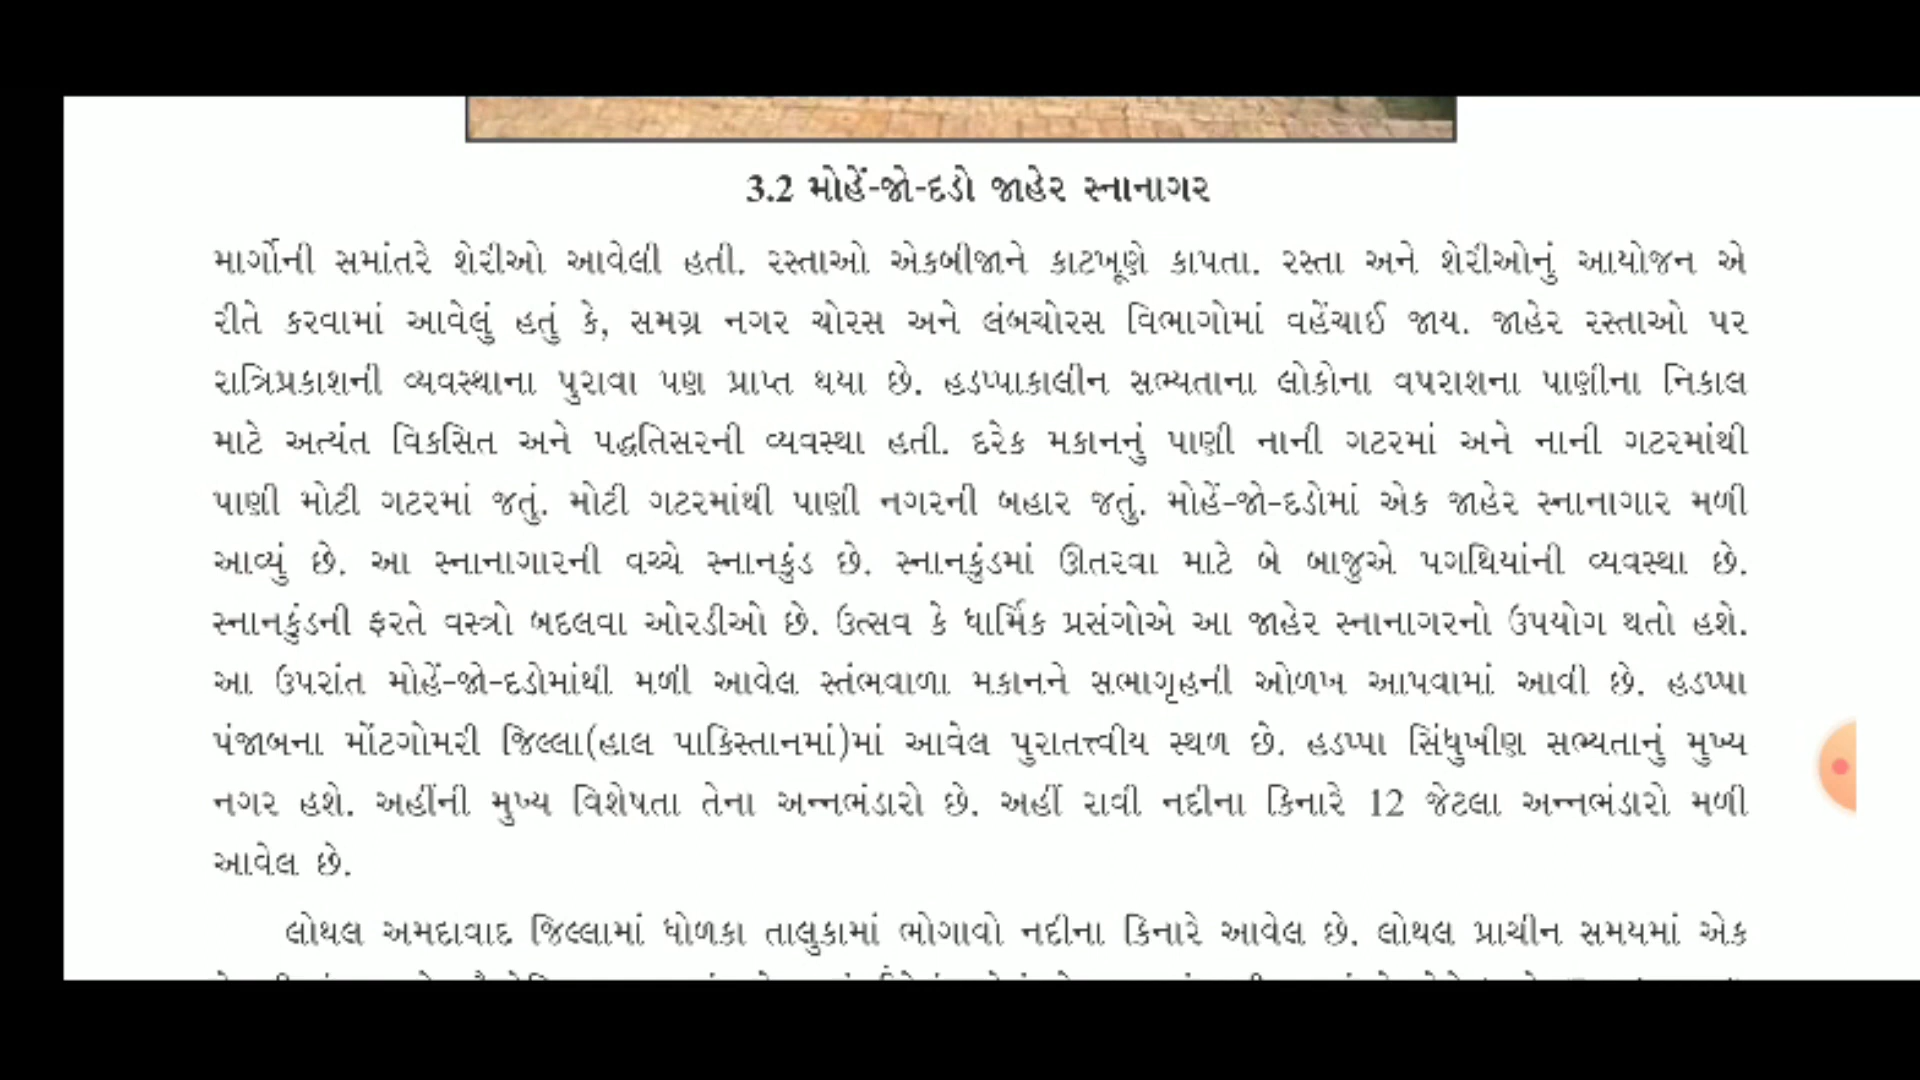 3.2 મોહેં-જો-દડો જાહેર સ્નાનાગર
માર્ગોની સમાંતરે શેરીઓ આવેલી હતી. રસ્તાઓ એકબીજાને કાટખૂણે કાપતા. રસ્તા અને શેરીઓનું આયોજન એ
રીતે કરવામાં આવેલું હતું કે, સમગ્ર નગર ચોરસ અને લંબચોરસ વિભાગોમાં વહેંચાઈ જાય. જાહેર રસ્તાઓ પર
રાત્રિપ્રકાશની વ્યવસ્થાના પુરાવા પણ પ્રાપ્ત થયા છે. હડપ્પાકાલીન સભ્યતાના લોકોના વપરાશના પાણીના નિકાલ
માટે અત્યંત વિકસિત અને પદ્ધતિસરની વ્યવસ્થા હતી. દરેક મકાનનું પાણી નાની ગટરમાં અને નાની ગટરમાંથી
પાણી મોટી ગટરમાં જતું. મોટી ગટરમાંથી પાણી નગરની બહાર જતું. મોહેં-જો-દડોમાં એક જાહેર સ્નાનાગાર મળી
આવ્યું છે. આ સ્નાનાગારની વચ્ચે સ્નાનકુંડ છે. સ્નાનકુંડમાં ઊતરવા માટે બે બાજુએ પગથિયાંની વ્યવસ્થા છે.
સ્નાનકુંડની ફરતે વસ્ત્રો બદલવા ઓરડીઓ છે. ઉત્સવ કે ધાર્મિક પ્રસંગોએ આ જાહેર સ્નાનાગરનો ઉપયોગ થતો હશે.
આ ઉપરાંત મોહેં-જો-દડોમાંથી મળી આવેલ સ્તંભવાળા મકાનને સભાગૃહની ઓળખ આપવામાં આવી છે. હડપ્પા
પંજાબના મોંટગોમરી જિલ્લા(હાલ પાકિસ્તાનમાં)માં આવેલ પુરાતત્ત્વીય સ્થળ છે. હડપ્પા સિંધુખીણ સભ્યતાનું મુખ્ય
નગર હશે. અહીંની મુખ્ય વિશેષતા તેના અન્નભંડારો છે. અહીં રાવી નદીના કિનારે 12 જેટલા અન્નભંડારો મળી
આવેલ છે.
લોથલ અમદાવાદ જિલ્લામાં ધોળકા તાલુકામાં ભોગાવો નદીના કિનારે આવેલ છે. લોથલ પ્રાચીન સમયમાં એક